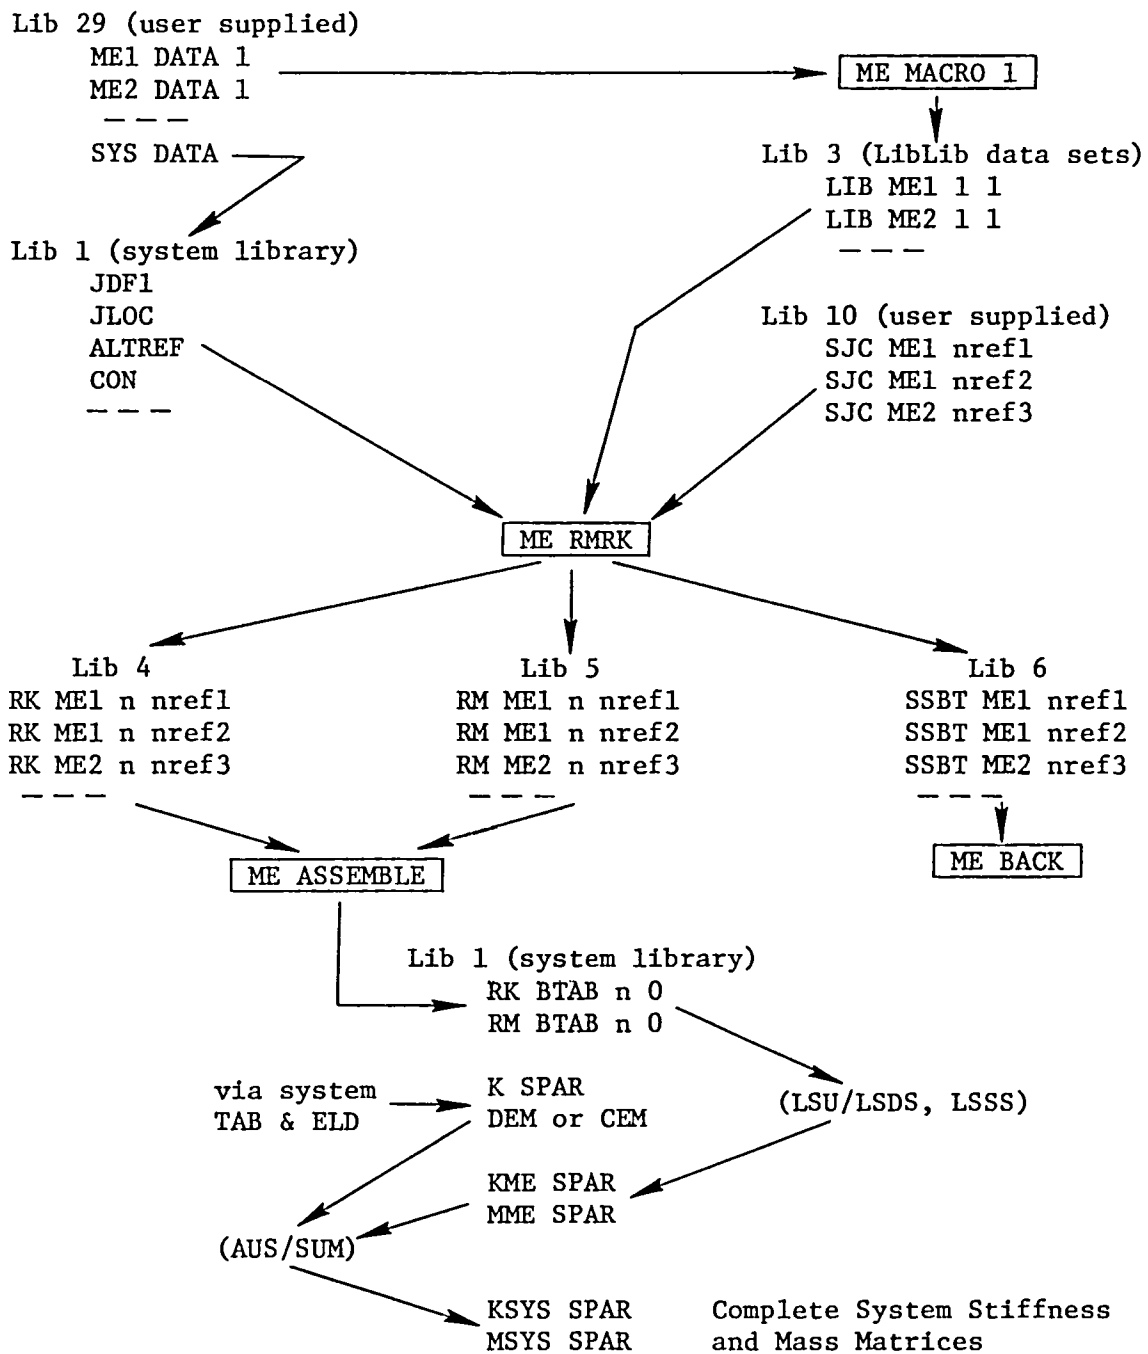 Lib 29 (user supplied)
ME1 DATA 1
ME2 DATA 1
— — —
SYS DATA
ME MACRO 1
Lib 3 (LibLib data sets)
LIB ME1 1 1
LIB ME2 1 1
— — —
Lib 1 (system library)
JDF1
JLOC
ALTREF
CON
— — —
Lib 10 (user supplied)
SJC ME1 nref1
SJC ME1 nref2
SJC ME2 nref3
ME RMRK
Lib 4
RK ME1 n nref1
RK ME1 n nref2
RK ME2 n nref3
— — —
Lib 5
RM ME1 n nref1
RM ME1 n nref2
RM ME2 n nref3
— — —
Lib 6
SSBT ME1 nref1
SSBT ME1 nref2
SSBT ME2 nref3
— — —
ME ASSEMBLE
ME BACK
Lib 1 (system library)
RK BTAB n 0
RM BTAB n 0
via system
TAB & ELD
K SPAR
DEM or CEM
(LSU/LSDS, LSSS)
KME SPAR
MME SPAR
(AUS/SUM)
KSYS SPAR
MSYS SPAR
Complete System Stiffness
and Mass Matrices